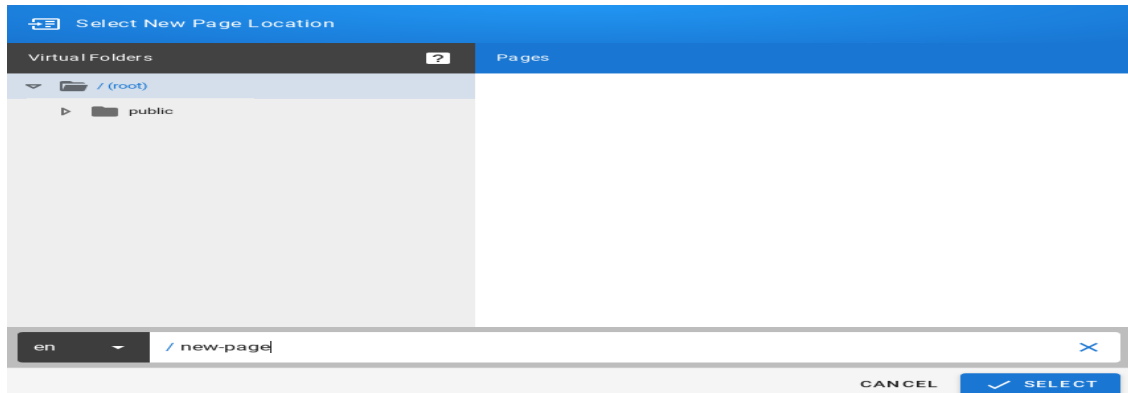 Select New Page Location
Virtual Folders ? Pages
/ (root)
public
en / new-page
CANCEL SELECT